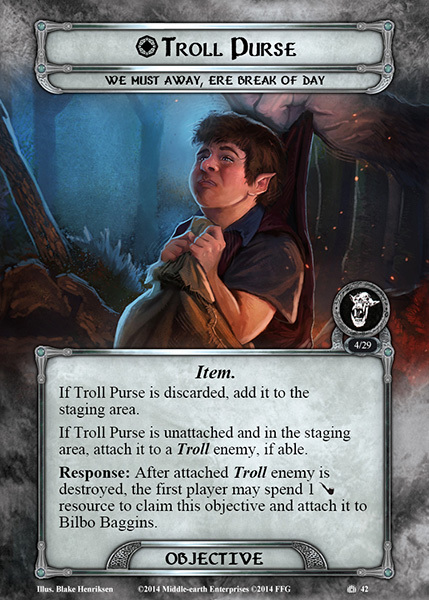 TROLL PURSE
WE MUST AWAY, ERE BREAK OF DAY
4/29
Item.
If Troll Purse is discarded, add it to the
staging area.
If Troll Purse is unattached and in the staging
area, attach it to a Troll enemy, if able.
Response: After attached Troll enemy is
destroyed, the first player may spend 1
resource to claim this objective and attach it to
Bilbo Baggins.
OBJECTIVE
Illus. Blake Henriksen ©2014 Middle-earth Enterprises ©2014 FFG 42